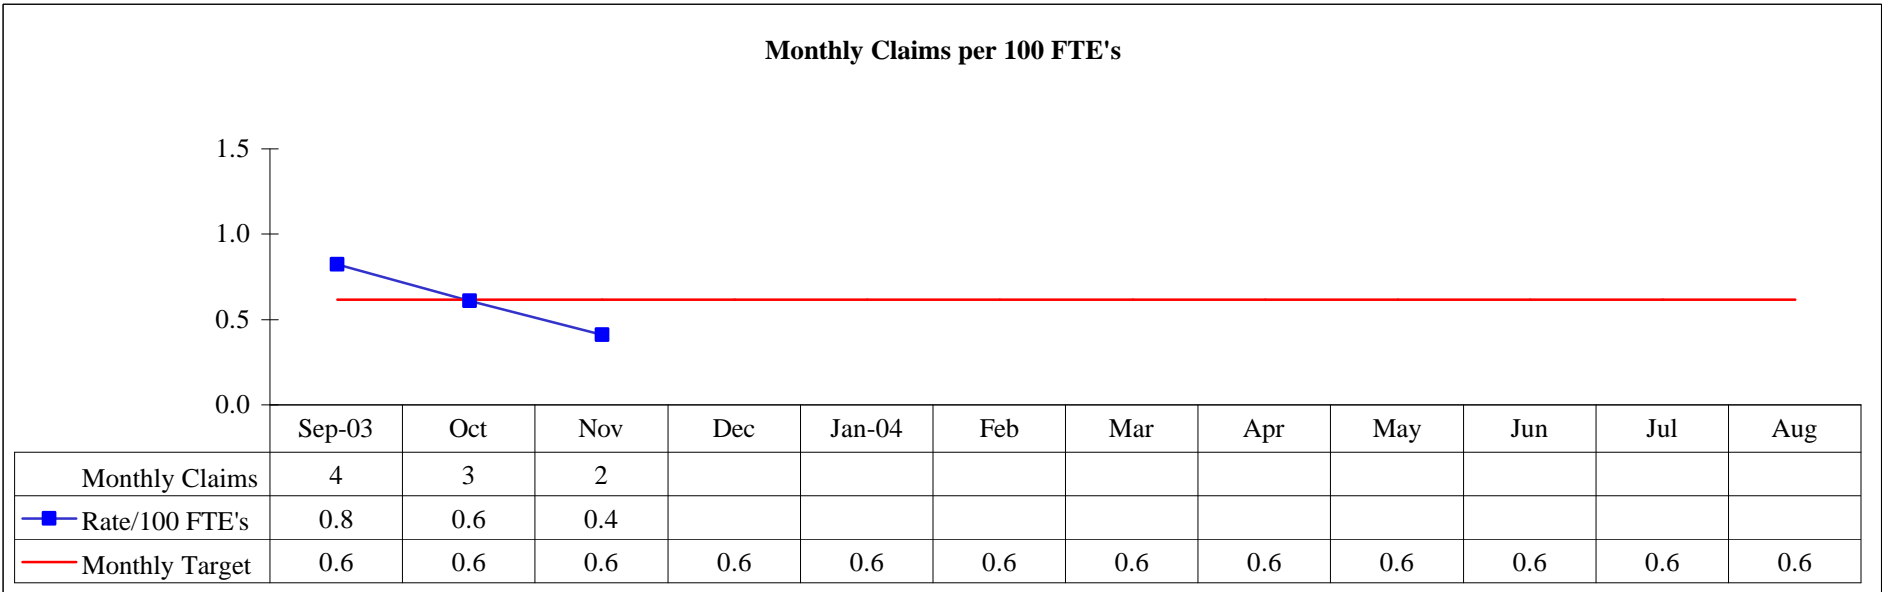 Monthly Claims per 100 FTE's
1.5
1.0
0.5
0.0
Sep-03 Oct Nov Dec Jan-04 Feb Mar Apr May Jun Jul Aug
Monthly Claims 4 3 2
Rate/100 FTE's 0.8 0.6 0.4
Monthly Target 0.6 0.6 0.6 0.6 0.6 0.6 0.6 0.6 0.6 0.6 0.6 0.6